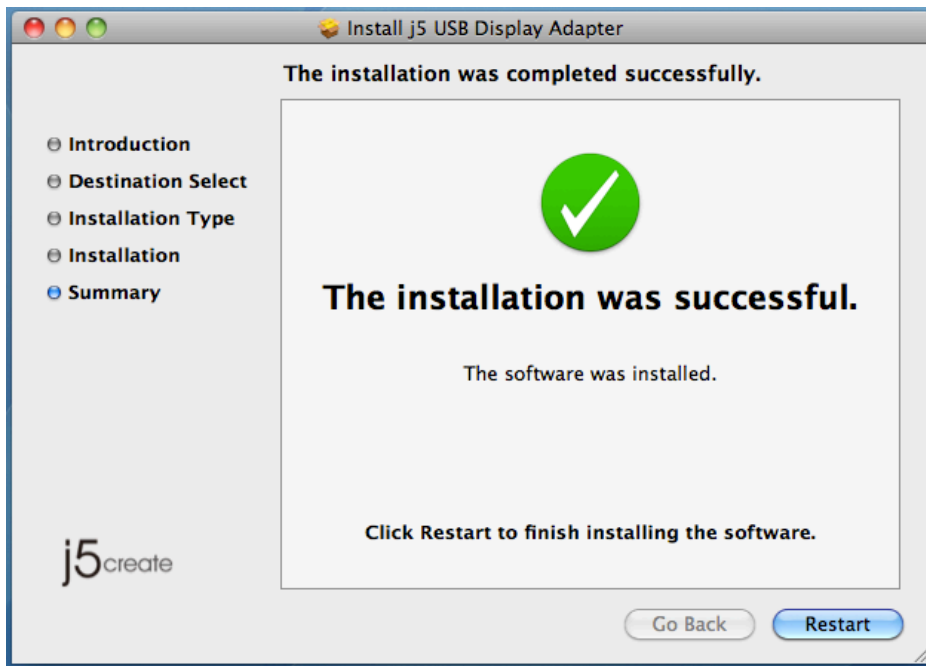 Install j5 USB Display Adapter
The installation was completed successfully.
Introduction
Destination Select
Installation Type
Installation
Summary
The installation was successful.
The software was installed.
Click Restart to finish installing the software.
j5create
Go Back
Restart